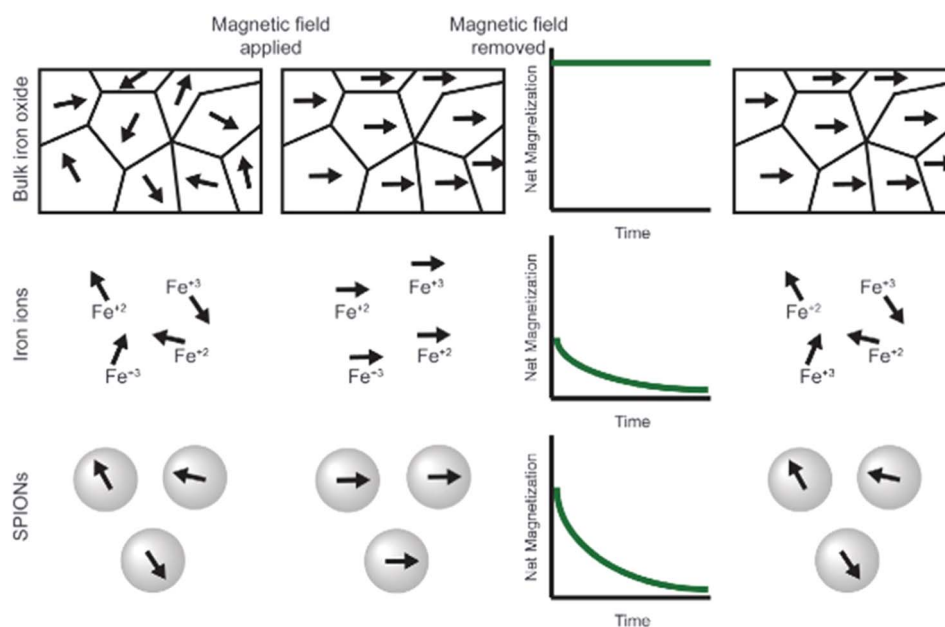 Magnetic field
applied
Magnetic field
removed
Bulk iron oxide
Net Magnetization
Time
Iron ions
Fe+2
Fe+3
Fe-3
Fe+2
Fe+2
Fe+3
Fe-3
Fe+2
Net Magnetization
Time
Fe-2
Fe+3
Fe+3
Fe+2
SPIONs
Net Magnetization
Time